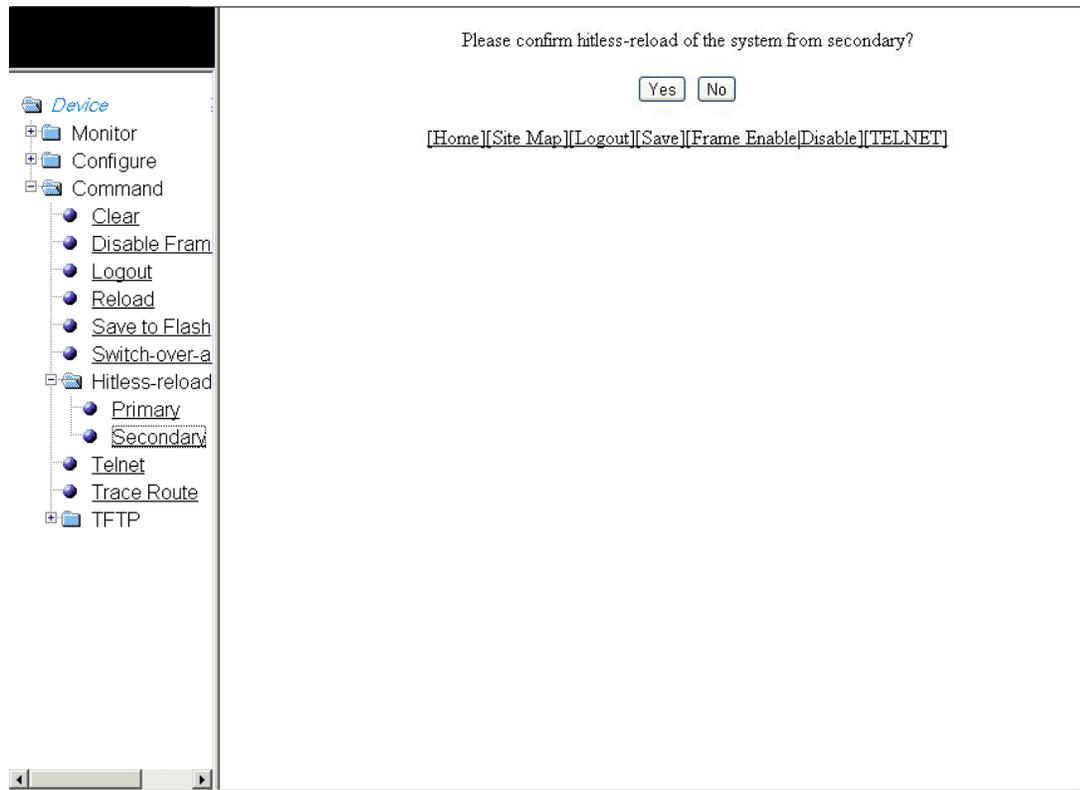 Please confirm hitless-reload of the system from secondary?
Yes No
[Home][Site Map][Logout][Save][Frame Enable|Disable][TELNET]
Device
Monitor
Configure
Command
Clear
Disable Fram
Logout
Reload
Save to Flash
Switch-over-a
Hitless-reload
Primary
Secondary
Telnet
Trace Route
TFTP